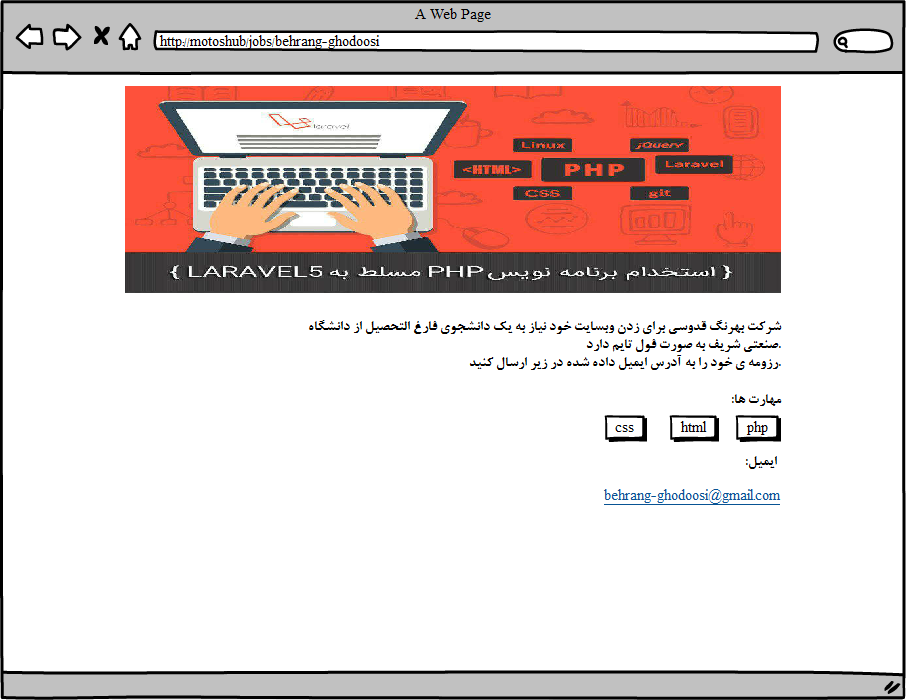 A Web Page
http://motoshub/jobs/behrang-ghodoosi
laravel
Linux
jQuery
<HTML>
PHP
Laravel
CSS
git
{ استخدام برنامه نویس PHP مسلط به LARAVEL5 }
شرکت بهرنگ قدوسی برای زدن وبسایت خود نیاز به یک دانشجوی فارغ التحصیل از دانشگاه
صنعتی شریف به صورت فول تایم دارد.
رزومه ی خود را به آدرس ایمیل داده شده در زیر ارسال کنید.
مهارت ها:
php html css
ایمیل:
behrang-ghodoosi@gmail.com